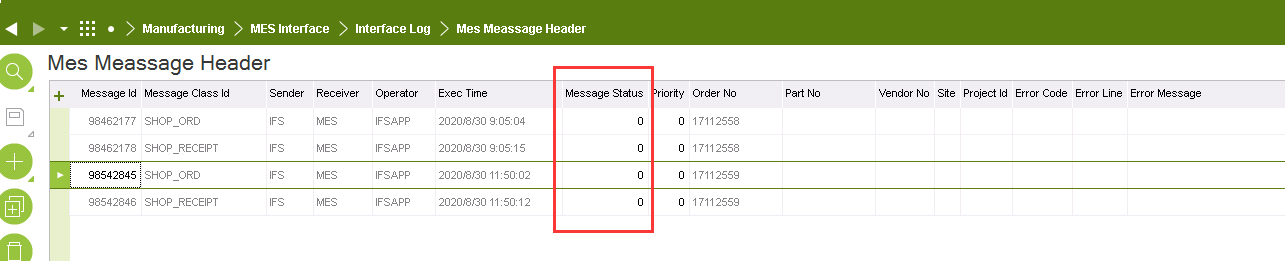 Manufacturing MES Interface Interface Log Mes Meassage Header
Mes Meassage Header
Message Id Message Class Id Sender Receiver Operator Exec Time Message Status Priority Order No Part No Vendor No Site Project Id Error Code Error Line Error Message
98462177 SHOP_ORD IFS MES IFSAPP 2020/8/30 9:05:04 0 0 17112558
98462178 SHOP_RECEIPT IFS MES IFSAPP 2020/8/30 9:05:15 0 0 17112558
98542845 SHOP_ORD IFS MES IFSAPP 2020/8/30 11:50:02 0 0 17112559
98542846 SHOP_RECEIPT IFS MES IFSAPP 2020/8/30 11:50:12 0 0 17112559